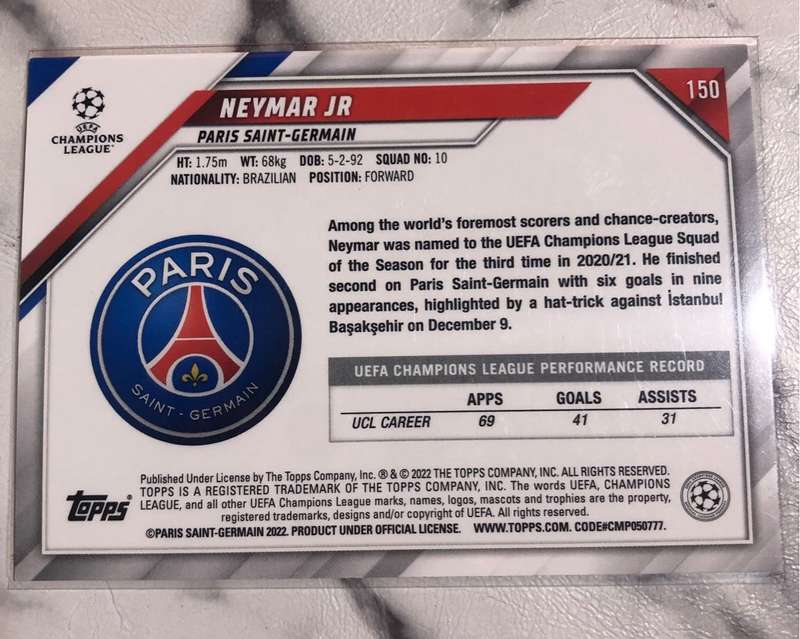 UEFA
CHAMPIONS
LEAGUE
NEYMAR JR
150
PARIS SAINT-GERMAIN
HT: 1.75m WT: 68kg DOB: 5-2-92 SQUAD NO: 10
NATIONALITY: BRAZILIAN POSITION: FORWARD
Among the world's foremost scorers and chance-creators,
Neymar was named to the UEFA Champions League Squad
of the Season for the third time in 2020/21. He finished
second on Paris Saint-Germain with six goals in nine
appearances, highlighted by a hat-trick against İstanbul
Başakşehir on December 9.
PARIS
SAINT-GERMAIN
UEFA CHAMPIONS LEAGUE PERFORMANCE RECORD
APPS GOALS ASSISTS
UCL CAREER 69 41 31
Published Under License by The Topps Company, Inc. ® & © 2022 THE TOPPS COMPANY, INC. ALL RIGHTS RESERVED.
TOPPS IS A REGISTERED TRADEMARK OF THE TOPPS COMPANY, INC. The words UEFA, CHAMPIONS
LEAGUE, and all other UEFA Champions League marks, names, logos, mascots and trophies are the property,
registered trademarks, designs and/or copyright of UEFA. All rights reserved.
©PARIS SAINT-GERMAIN 2022. PRODUCT UNDER OFFICIAL LICENSE. WWW.TOPPS.COM. CODE#CMP050777.
Topps